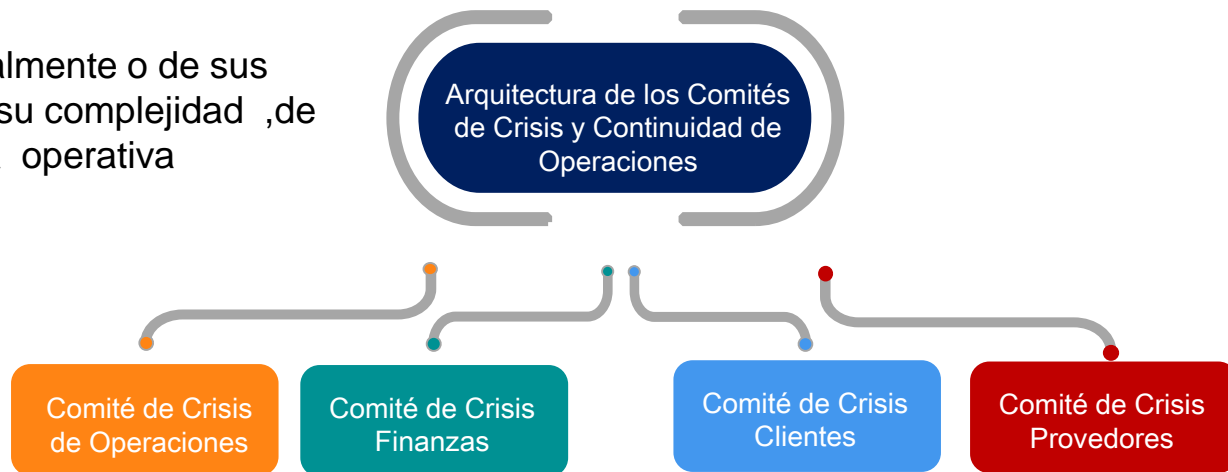 almente o de sus
su complejidad ,de
operativa
Arquitectura de los Comités
de Crisis y Continuidad de
Operaciones
Comité de Crisis
de Operaciones
Comité de Crisis
Finanzas
Comité de Crisis
Clientes
Comité de Crisis
Provedores